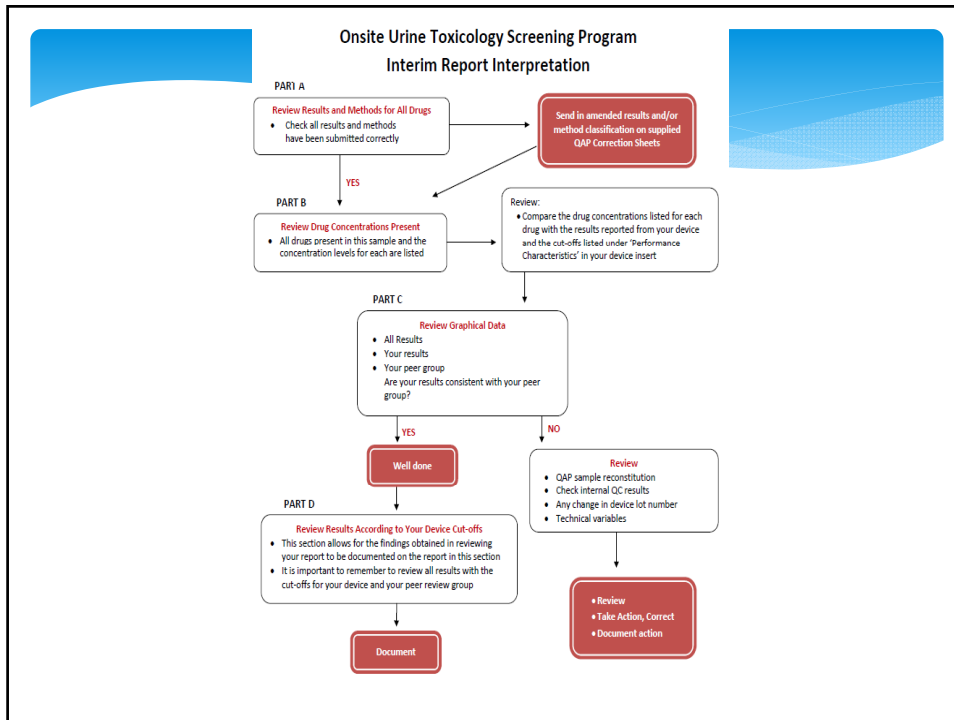 Onsite Urine Toxicology Screening Program
Interim Report Interpretation
PART A
Review Results and Methods for All Drugs
• Check all results and methods
have been submitted correctly
Send in amended results and/or
method classification on supplied
QAP Correction Sheets
YES
PART B
Review Drug Concentrations Present
• All drugs present in this sample and the
concentration levels for each are listed
Review:
• Compare the drug concentrations listed for each
drug with the results reported from your device
and the cut-offs listed under 'Performance
Characteristics' in your device insert
PART C
Review Graphical Data
• All Results
• Your results
• Your peer group
Are your results consistent with your peer
group?
YES
NO
Well done
Review
• QAP sample reconstitution
• Check internal QC results
• Any change in device lot number
• Technical variables
PART D
Review Results According to Your Device Cut-offs
• This section allows for the findings obtained in reviewing
your report to be documented on the report in this section
• It is important to remember to review all results with the
cut-offs for your device and your peer review group
• Review
• Take Action, Correct
• Document action
Document